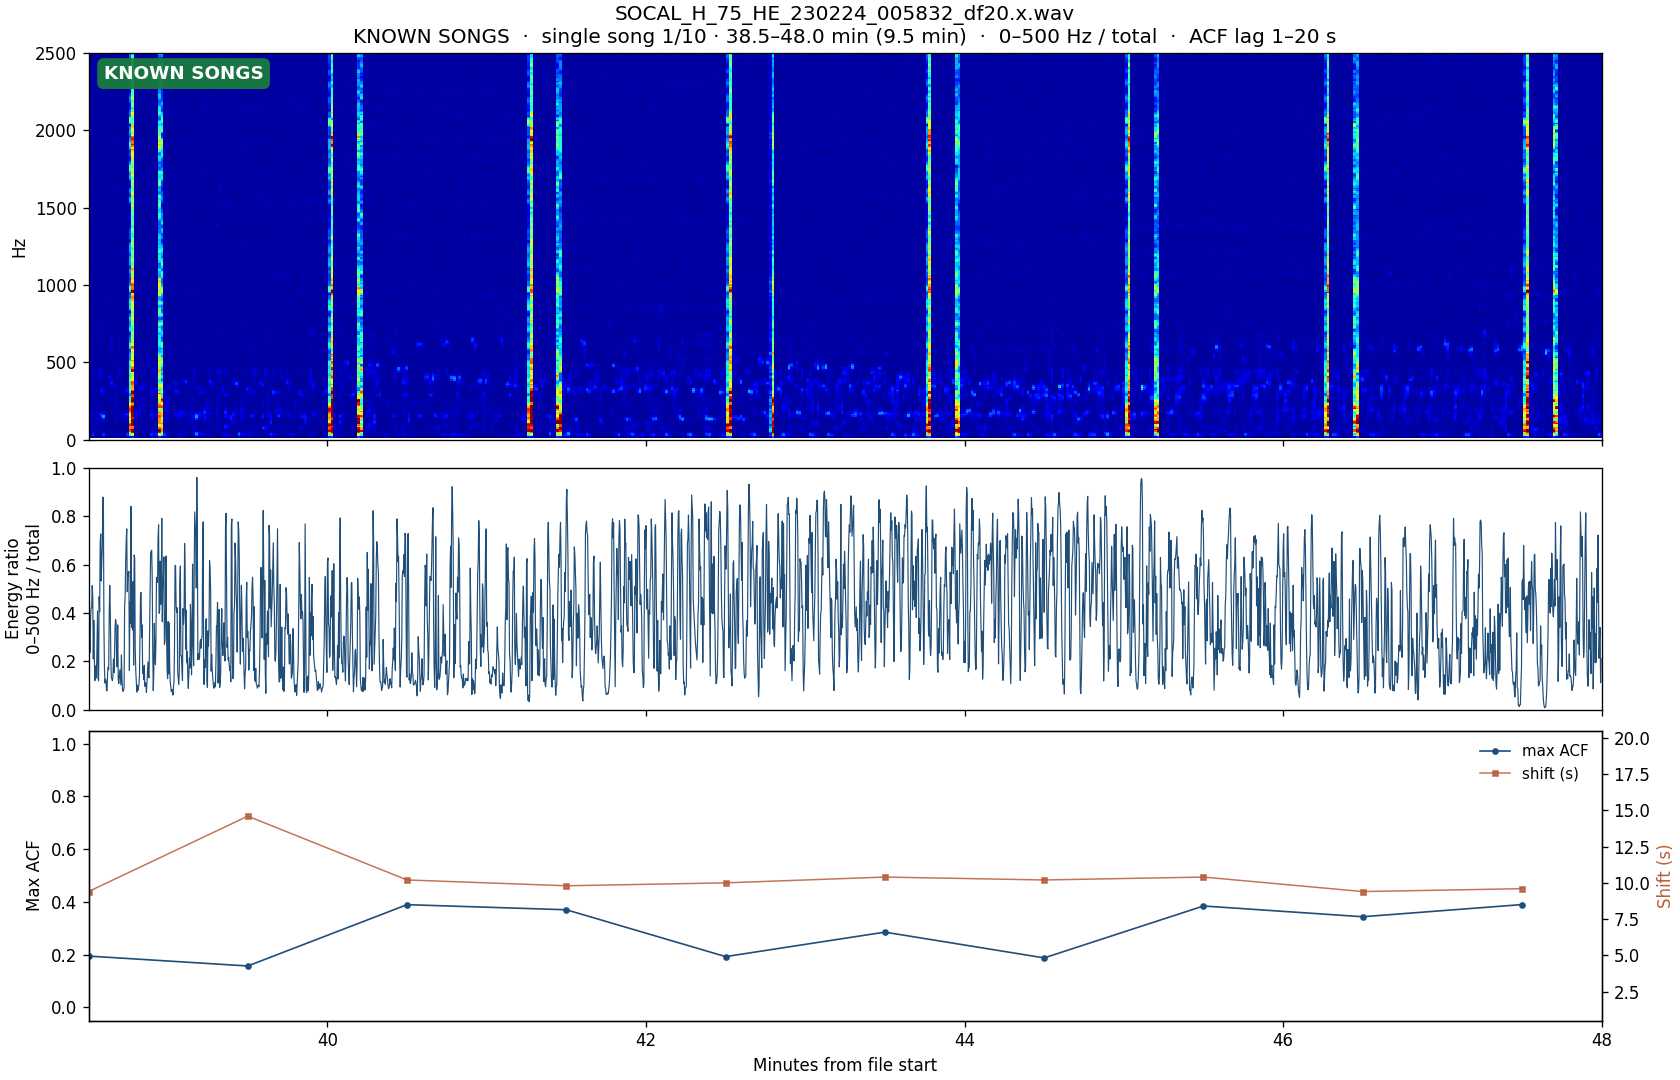 SOCAL_H_75_HE_230224_005832_df20.x.wav
KNOWN SONGS · single song 1/10 · 38.5–48.0 min (9.5 min) · 0–500 Hz / total · ACF lag 1–20 s
KNOWN SONGS
2500
2000
1500
1000
500
0
Hz
1.0
0.8
0.6
0.4
0.2
0.0
Energy ratio
0–500 Hz / total
1.0
0.8
0.6
0.4
0.2
0.0
Max ACF
max ACF
shift (s)
20.0
17.5
15.0
12.5
10.0
7.5
5.0
2.5
Shift (s)
40
42
44
46
48
Minutes from file start